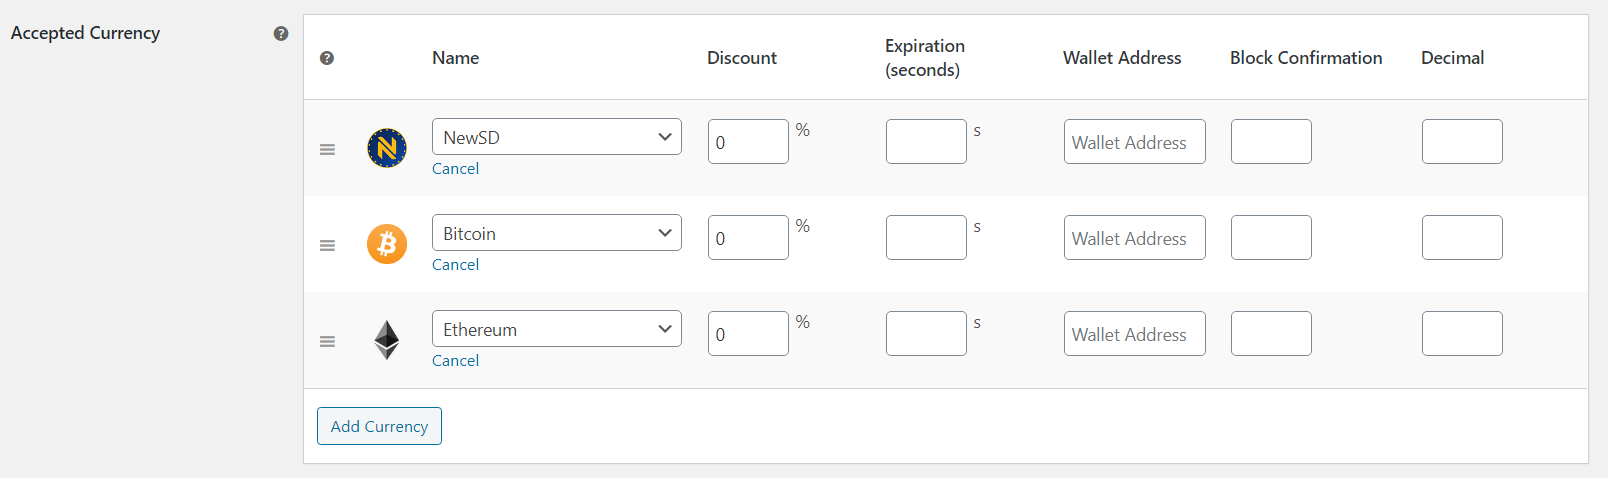 Accepted Currency ?
? Name Discount Expiration (seconds) Wallet Address Block Confirmation Decimal
NewSD 0 % s Wallet Address
Cancel
Bitcoin 0 % s Wallet Address
Cancel
Ethereum 0 % s Wallet Address
Cancel
Add Currency